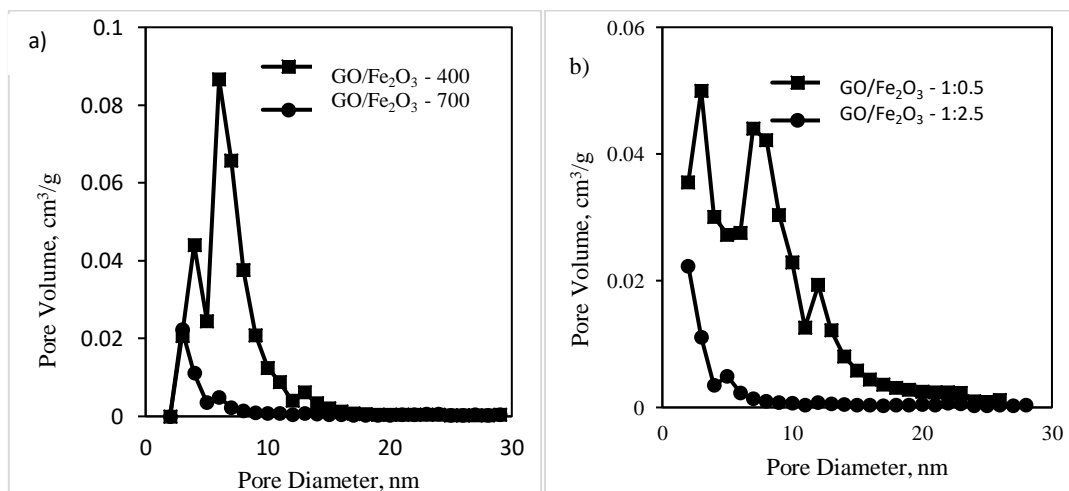 a)
GO/Fe₂O₃ - 400
GO/Fe₂O₃ - 700
Pore Volume, cm³/g
0.1
0.08
0.06
0.04
0.02
0
0 10 20 30
Pore Diameter, nm
b)
GO/Fe₂O₃ - 1:0.5
GO/Fe₂O₃ - 1:2.5
Pore Volume, cm³/g
0.06
0.04
0.02
0
0 10 20 30
Pore Diameter, nm